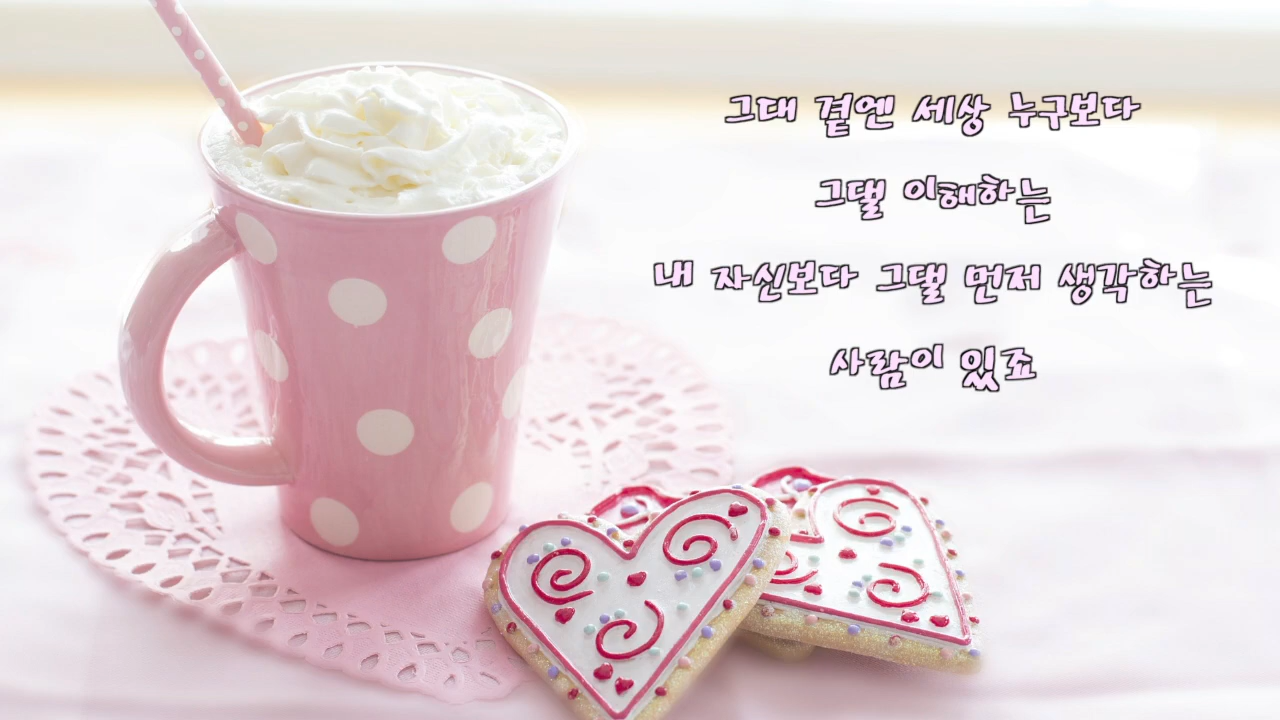 그대 곁엔 세상 누구보다
그댈 이해하는
내 자신보다 그댈 먼저 생각하는
사람이 있죠